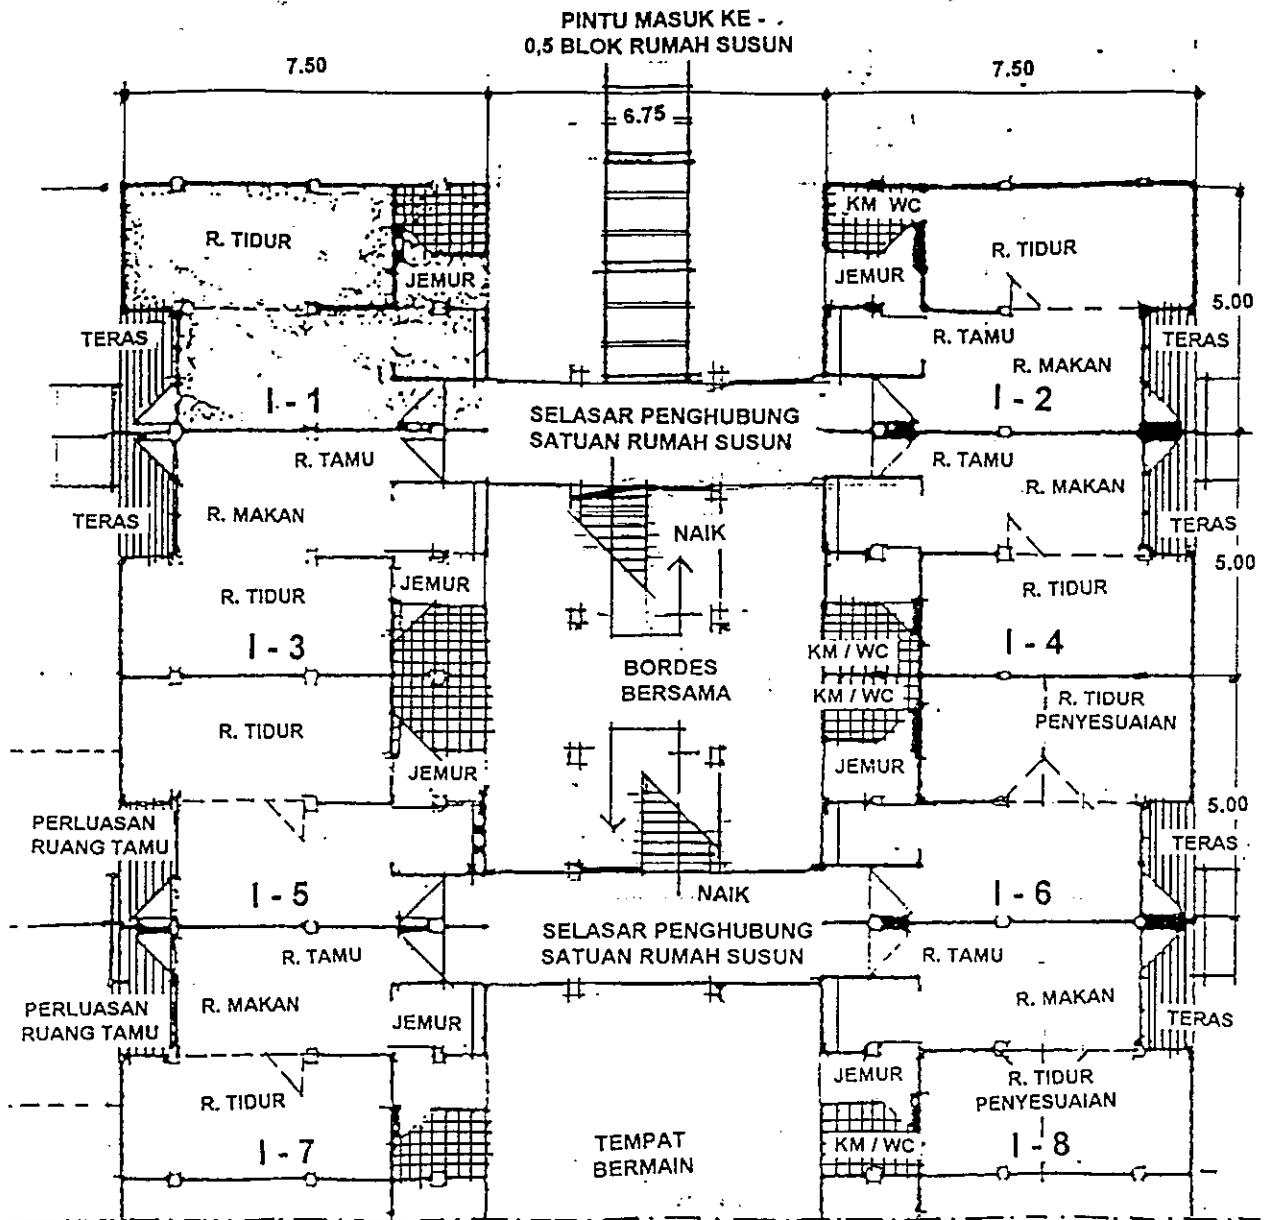 PINTU MASUK KE -
0,5 BLOK RUMAH SUSUN
7.50
7.50
6.75
KM WC
R. TIDUR
R. TIDUR
JEMUR
JEMUR
5.00
TERAS
R. TAMU
TERAS
R. MAKAN
I - 1
I - 2
SELASAR PENGHUBUNG
SATUAN RUMAH SUSUN
R. TAMU
R. TAMU
R. MAKAN
R. MAKAN
TERAS
TERAS
NAIK
5.00
JEMUR
R. TIDUR
R. TIDUR
I - 3
I - 4
KM / WC
BORDES
BERSAMA
KM / WC
R. TIDUR
PENYESUAIAN
R. TIDUR
JEMUR
JEMUR
5.00
PERLUASAN
RUANG TAMU
TERAS
I - 5
I - 6
NAIK
SELASAR PENGHUBUNG
SATUAN RUMAH SUSUN
R. TAMU
R. TAMU
R. MAKAN
R. MAKAN
PERLUASAN
RUANG TAMU
JEMUR
TERAS
JEMUR
R. TIDUR
PENYESUAIAN
R. TIDUR
I - 7
I - 8
KM / WC
TEMPAT
BERMAIN